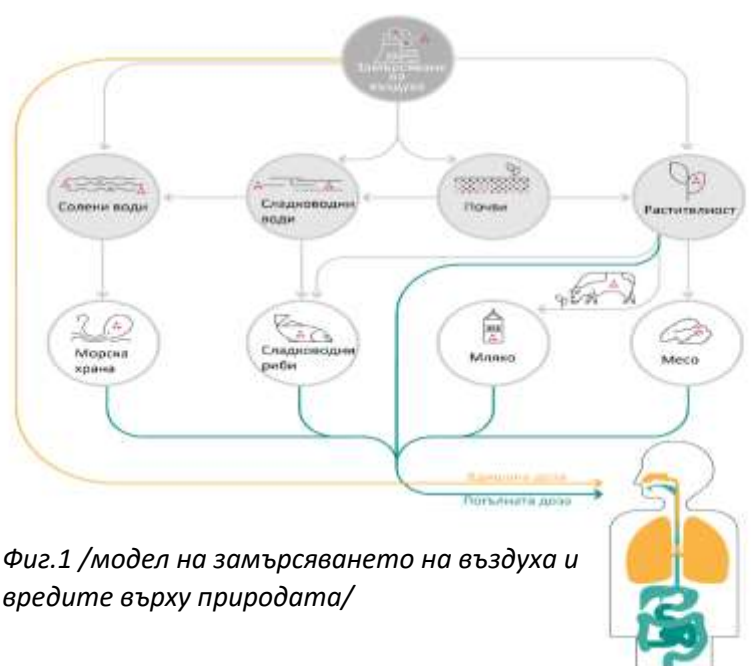 Замърсяване
на
въздуха
Солени води
Сладководни
води
Почви
Растителност
Морска
храна
Сладководни
риби
Мляко
Месо
Вдишана доза
Погълната доза
Фиг.1 /модел на замърсяването на въздуха и
вредите върху природата/